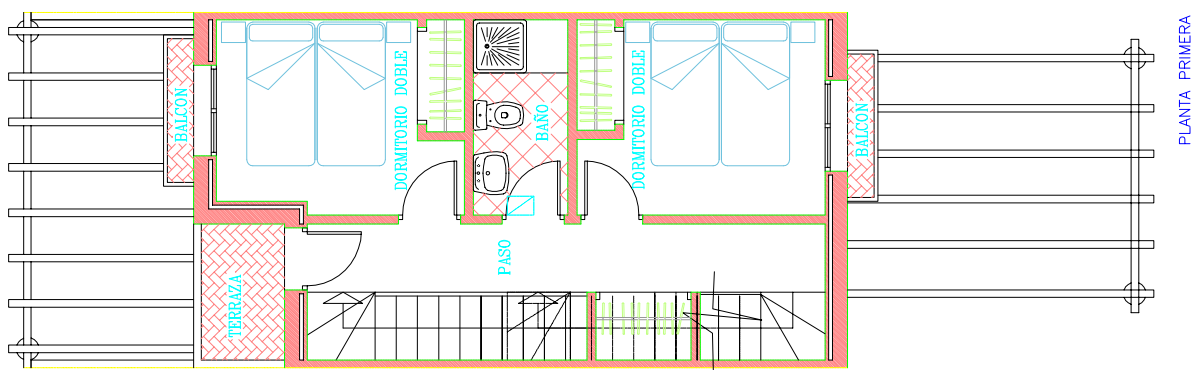 BALCON
DORMITORIO DOBLE
BAÑO
DORMITORIO DOBLE
BALCON
PLANTA PRIMERA
PASO
TERRAZA